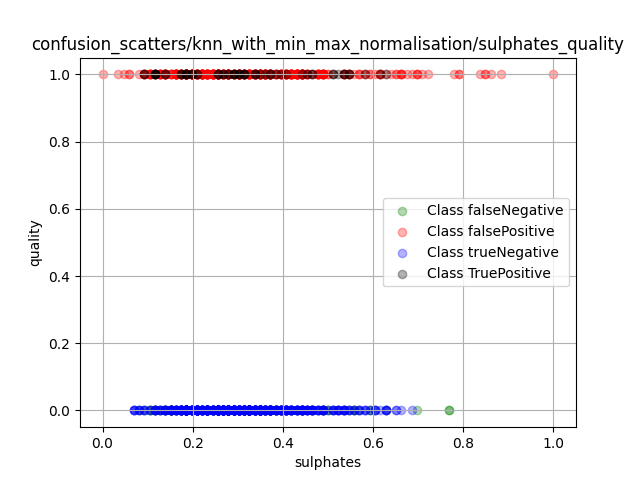 confusion_scatters/knn_with_min_max_normalisation/sulphates_quality
1.0
0.8
0.6
0.4
0.2
0.0
quality
Class falseNegative
Class falsePositive
Class trueNegative
Class TruePositive
0.0 0.2 0.4 0.6 0.8 1.0
sulphates